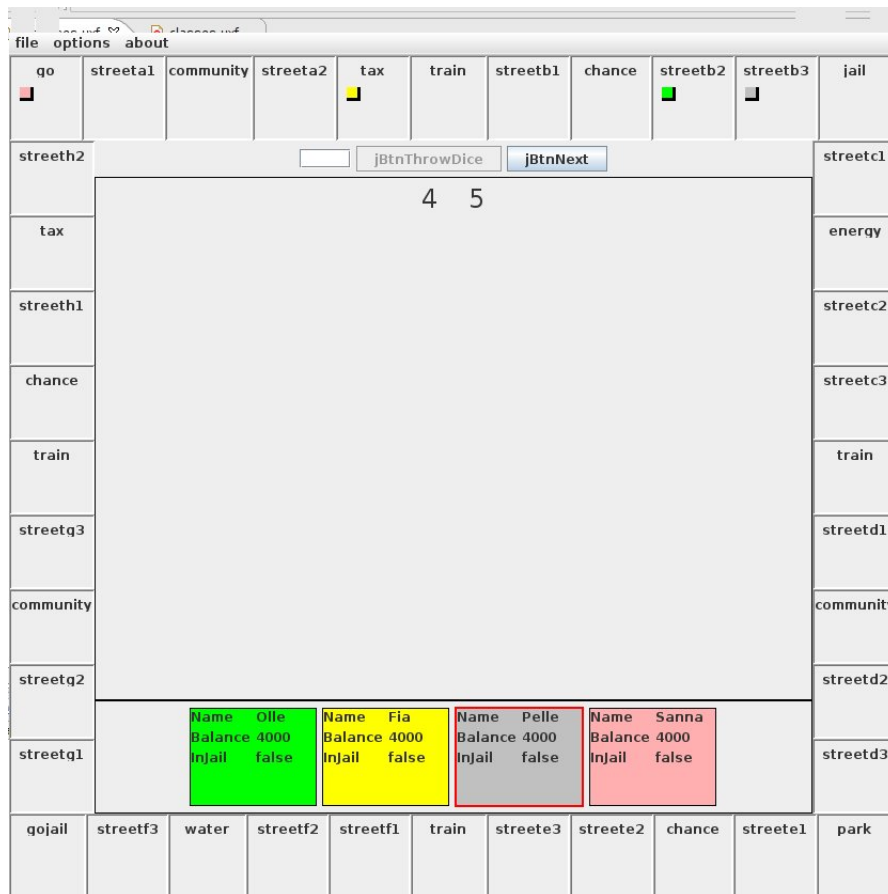 file options about
go streeta1 community streeta2 tax train streetb1 chance streetb2 streetb3 jail
streeth2 jBtnThrowDice jBtnNext streetc1
4 5
tax energy
streeth1 streetc2
chance streetc3
train train
streetg3 streetd1
community communit
streetg2 streetd2
Name Olle Name Fia Name Pelle Name Sanna
Balance 4000 Balance 4000 Balance 4000 Balance 4000
streetg1 InJail false InJail false InJail false InJail false streetd3
gojail streetf3 water streetf2 streetf1 train streete3 streete2 chance streete1 park